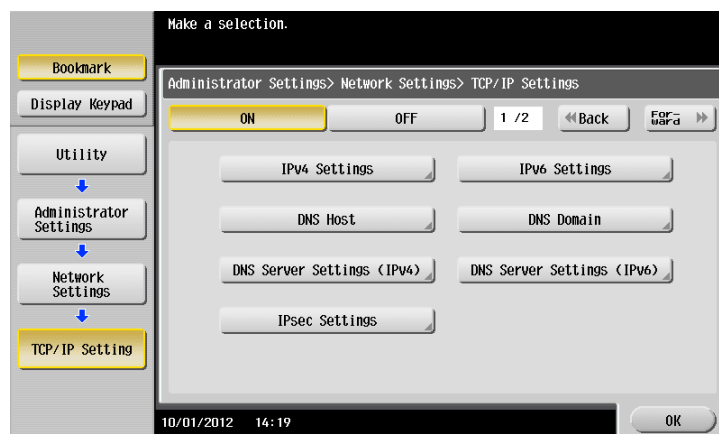 Make a selection.
Bookmark
Display Keypad
Utility
Administrator
Settings
Network
Settings
TCP/IP Setting
Administrator Settings> Network Settings> TCP/IP Settings
ON
OFF
1 /2
Back
For-
ward
IPv4 Settings
IPv6 Settings
DNS Host
DNS Domain
DNS Server Settings (IPv4)
DNS Server Settings (IPv6)
IPsec Settings
10/01/2012 14:19
OK